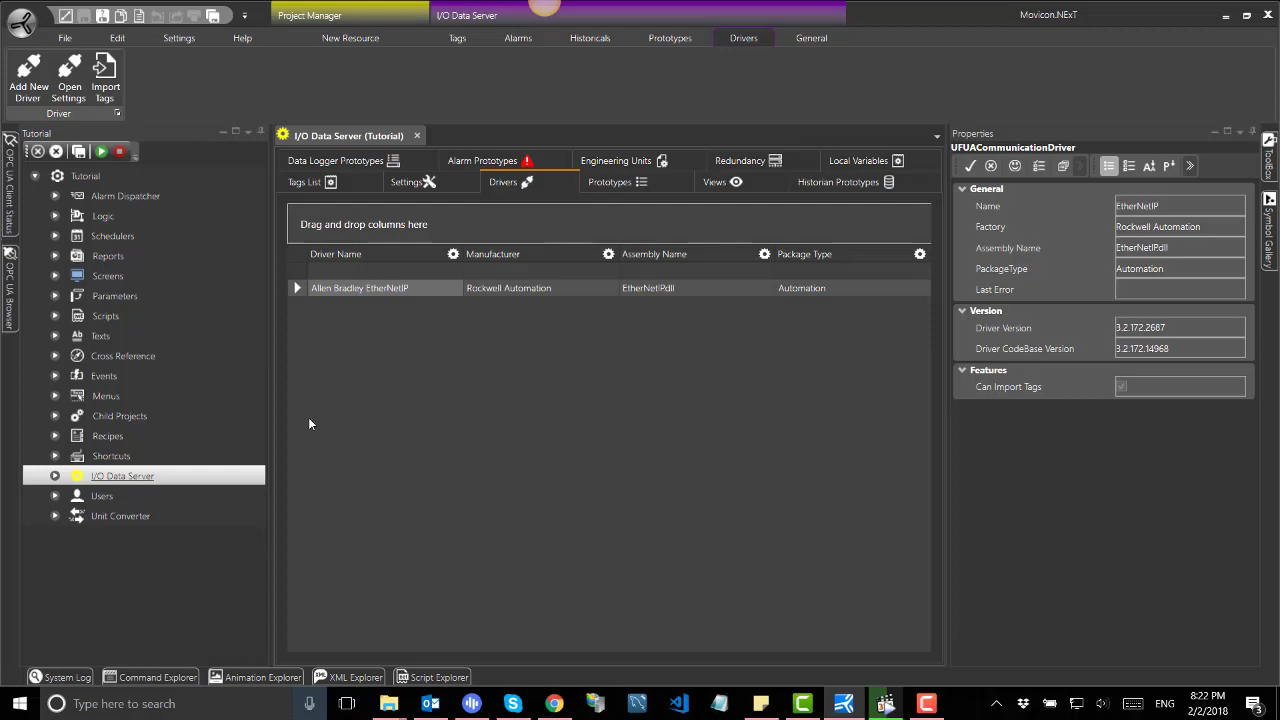 Project Manager
I/O Data Server
Movicon.NExT
File
Edit
Settings
Help
New Resource
Tags
Alarms
Historicals
Prototypes
Drivers
General
Add New Driver
Open Settings
Import Tags
Driver
Tutorial
I/O Data Server (Tutorial)
Properties
UFUACommunicationDriver
OPC UA Client Status
OPC UA Browser
ToolBox
Symbol Gallery
Tutorial
Alarm Dispatcher
Logic
Schedulers
Reports
Screens
Parameters
Scripts
Texts
Cross Reference
Events
Menus
Child Projects
Recipes
Shortcuts
I/O Data Server
Users
Unit Converter
Data Logger Prototypes
Alarm Prototypes
Engineering Units
Redundancy
Local Variables
Tags List
Settings
Drivers
Prototypes
Views
Historian Prototypes
Drag and drop columns here
Driver Name
Manufacturer
Assembly Name
Package Type
Allen Bradley EtherNetIP
Rockwell Automation
EtherNetIP.dll
Automation
General
Name
EtherNetIP
Factory
Rockwell Automation
Assembly Name
EtherNetIP.dll
PackageType
Automation
Last Error
Version
Driver Version
3.2.172.2687
Driver CodeBase Version
3.2.172.14968
Features
Can Import Tags
System Log
Command Explorer
Animation Explorer
XML Explorer
Script Explorer
Type here to search
ENG
8:22 PM
2/2/2018
3